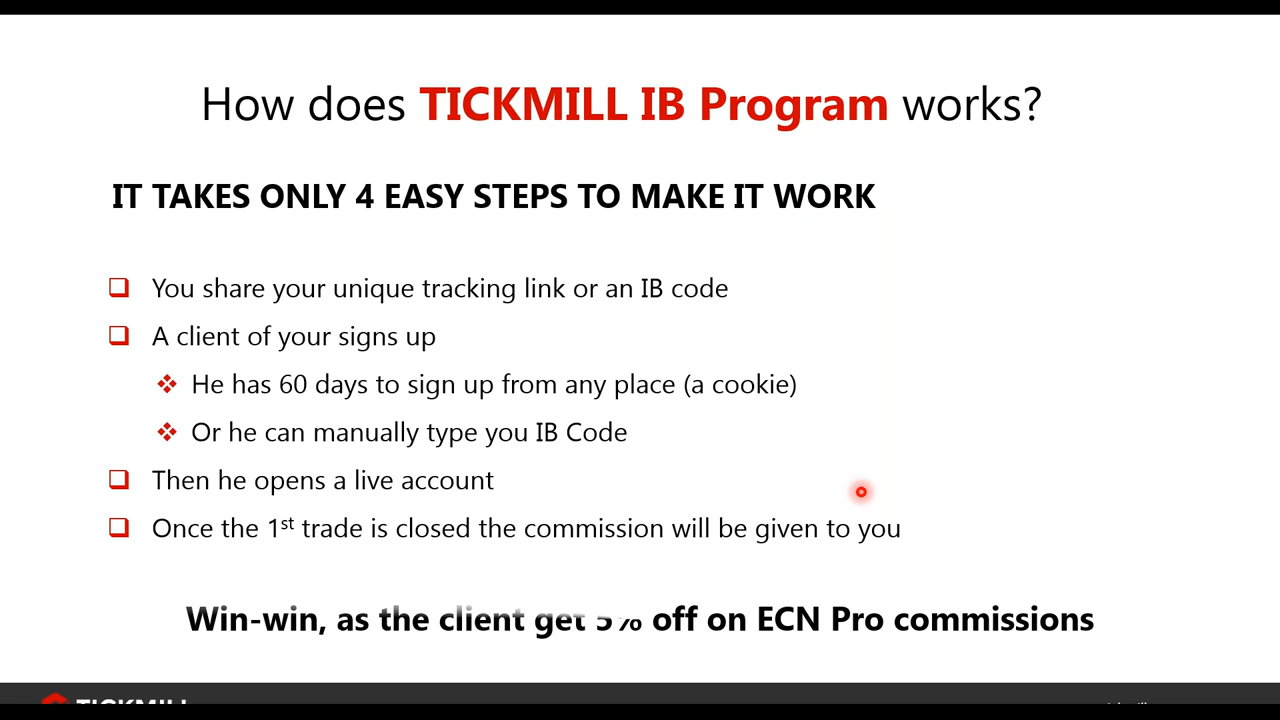 How does TICKMILL IB Program works?
IT TAKES ONLY 4 EASY STEPS TO MAKE IT WORK
You share your unique tracking link or an IB code
A client of your signs up
He has 60 days to sign up from any place (a cookie)
Or he can manually type you IB Code
Then he opens a live account
Once the 1st trade is closed the commission will be given to you
Win-win, as the client get 5% off on ECN Pro commissions
TICKMILL